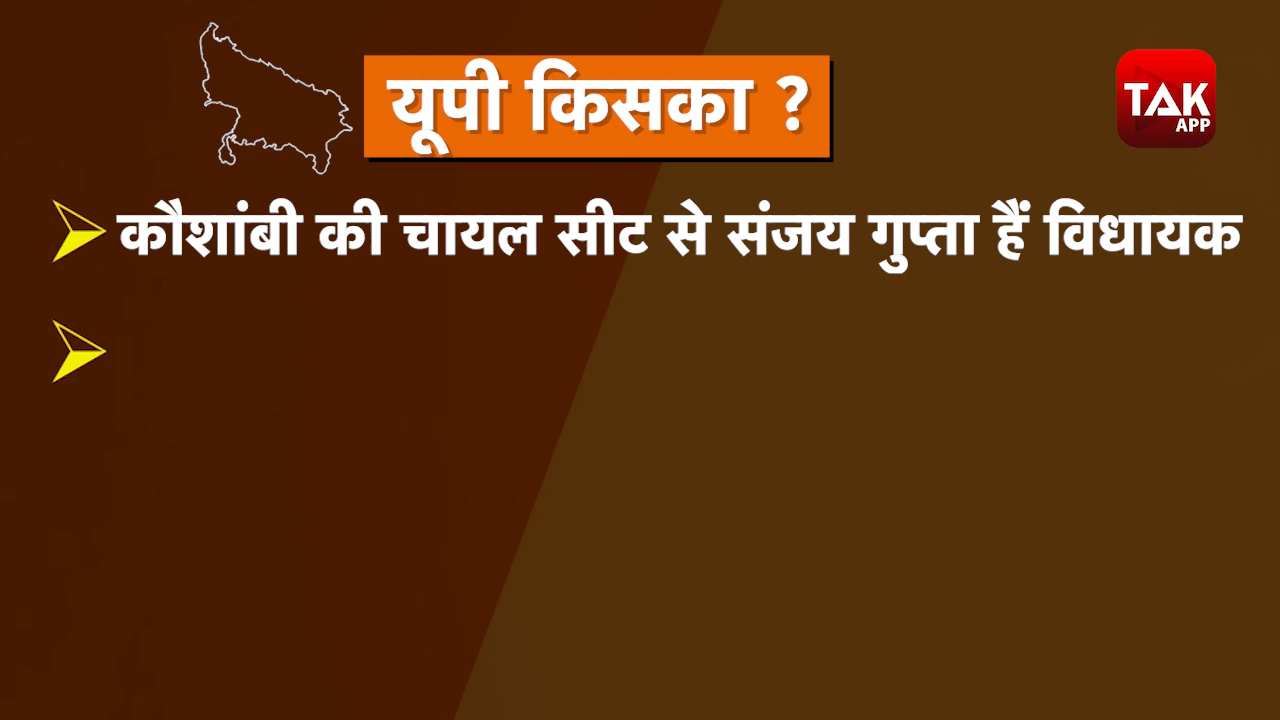 यूपी किसका ?
TAK
APP
कौशांबी की चायल सीट से संजय गुप्ता हैं विधायक